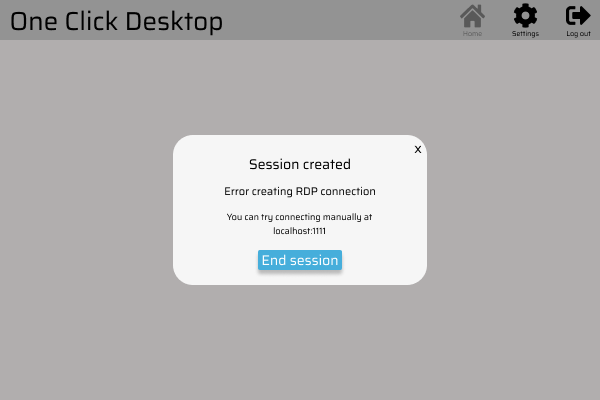 One Click Desktop
Home
Settings
Log out
x
Session created
Error creating RDP connection
You can try connecting manually at
localhost:1111
End session